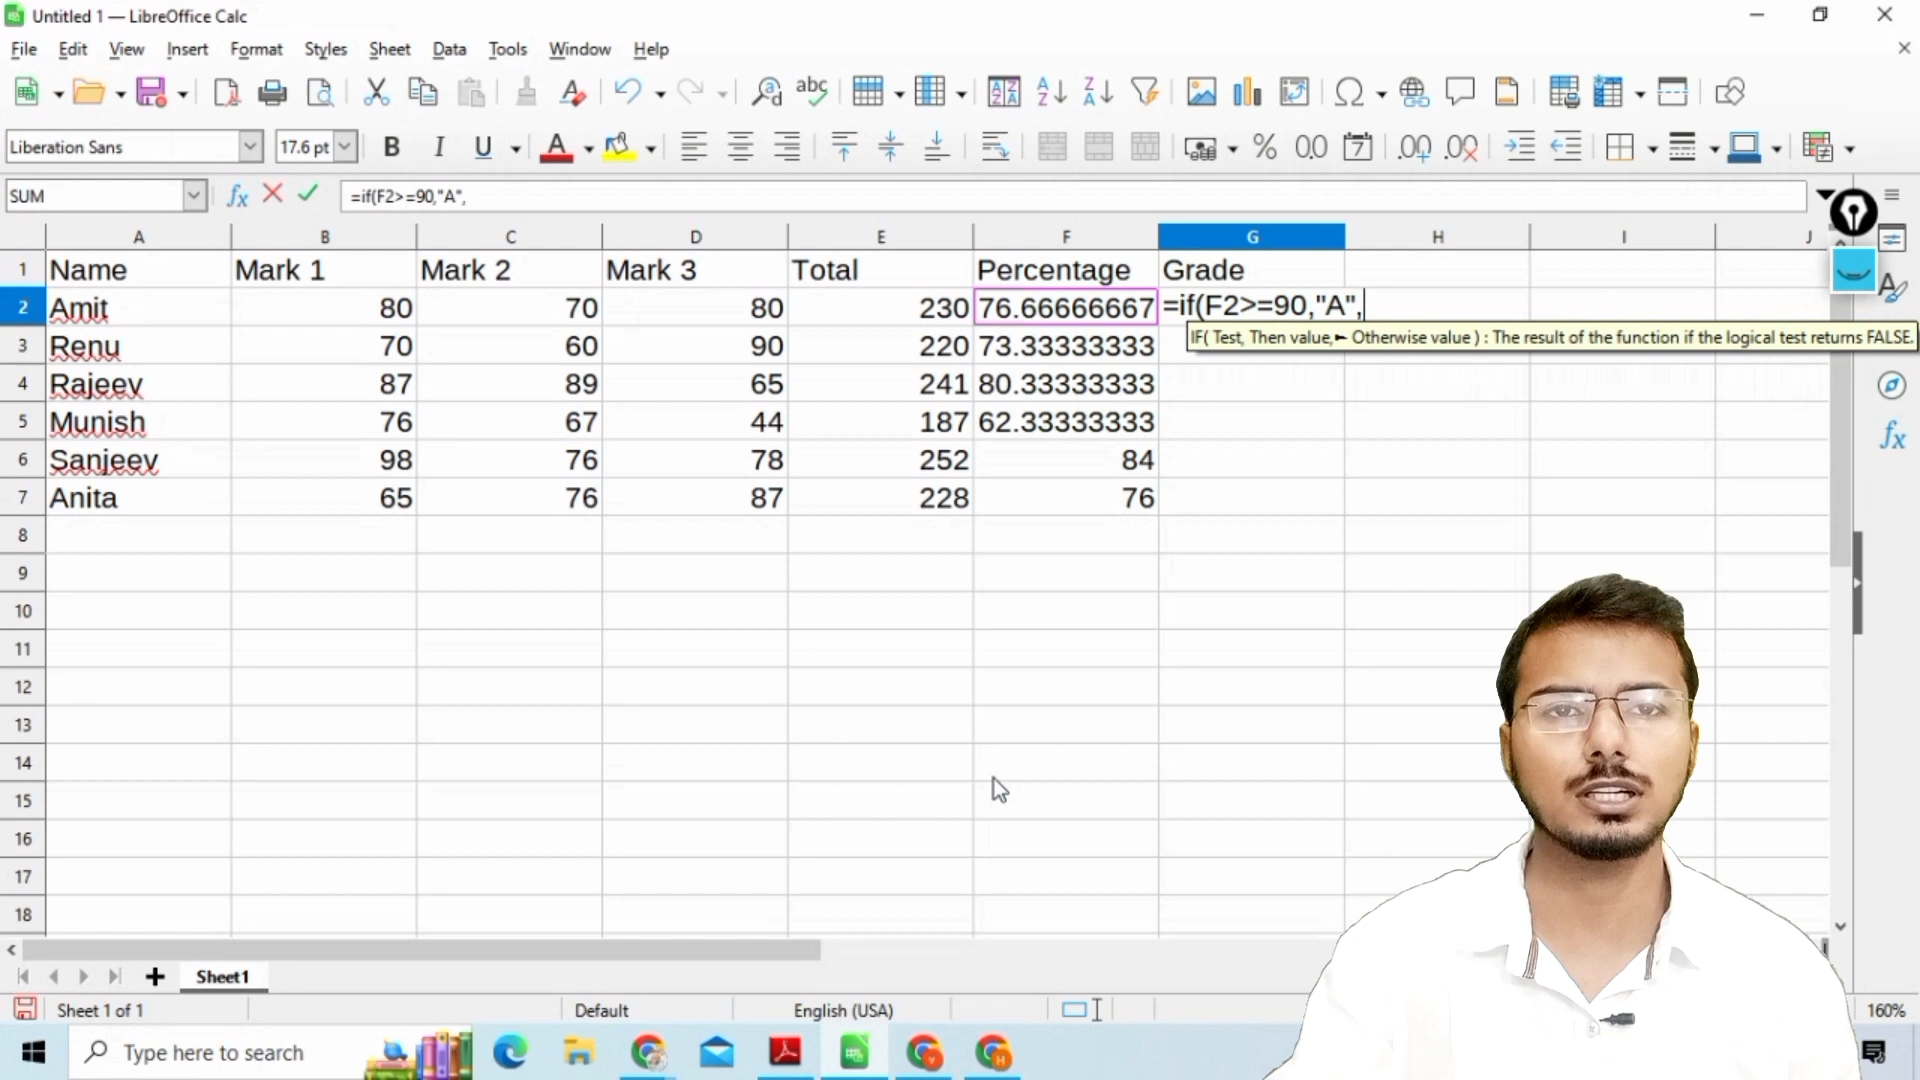 Untitled 1 — LibreOffice Calc
File Edit View Insert Format Styles Sheet Data Tools Window Help
Liberation Sans 17.6 pt
SUM =if(F2>=90,"A",
A B C D E F G H I J
1 Name Mark 1 Mark 2 Mark 3 Total Percentage Grade
2 Amit 80 70 80 230 76.66666667 =if(F2>=90,"A",
IF( Test, Then value,► Otherwise value ) : The result of the function if the logical test returns FALSE.
3 Renu 70 60 90 220 73.33333333
4 Rajeev 87 89 65 241 80.33333333
5 Munish 76 67 44 187 62.33333333
6 Sanjeev 98 76 78 252 84
7 Anita 65 76 87 228 76
8
9
10
11
12
13
14
15
16
17
18
Sheet1
Sheet 1 of 1 Default English (USA) 160%
Type here to search